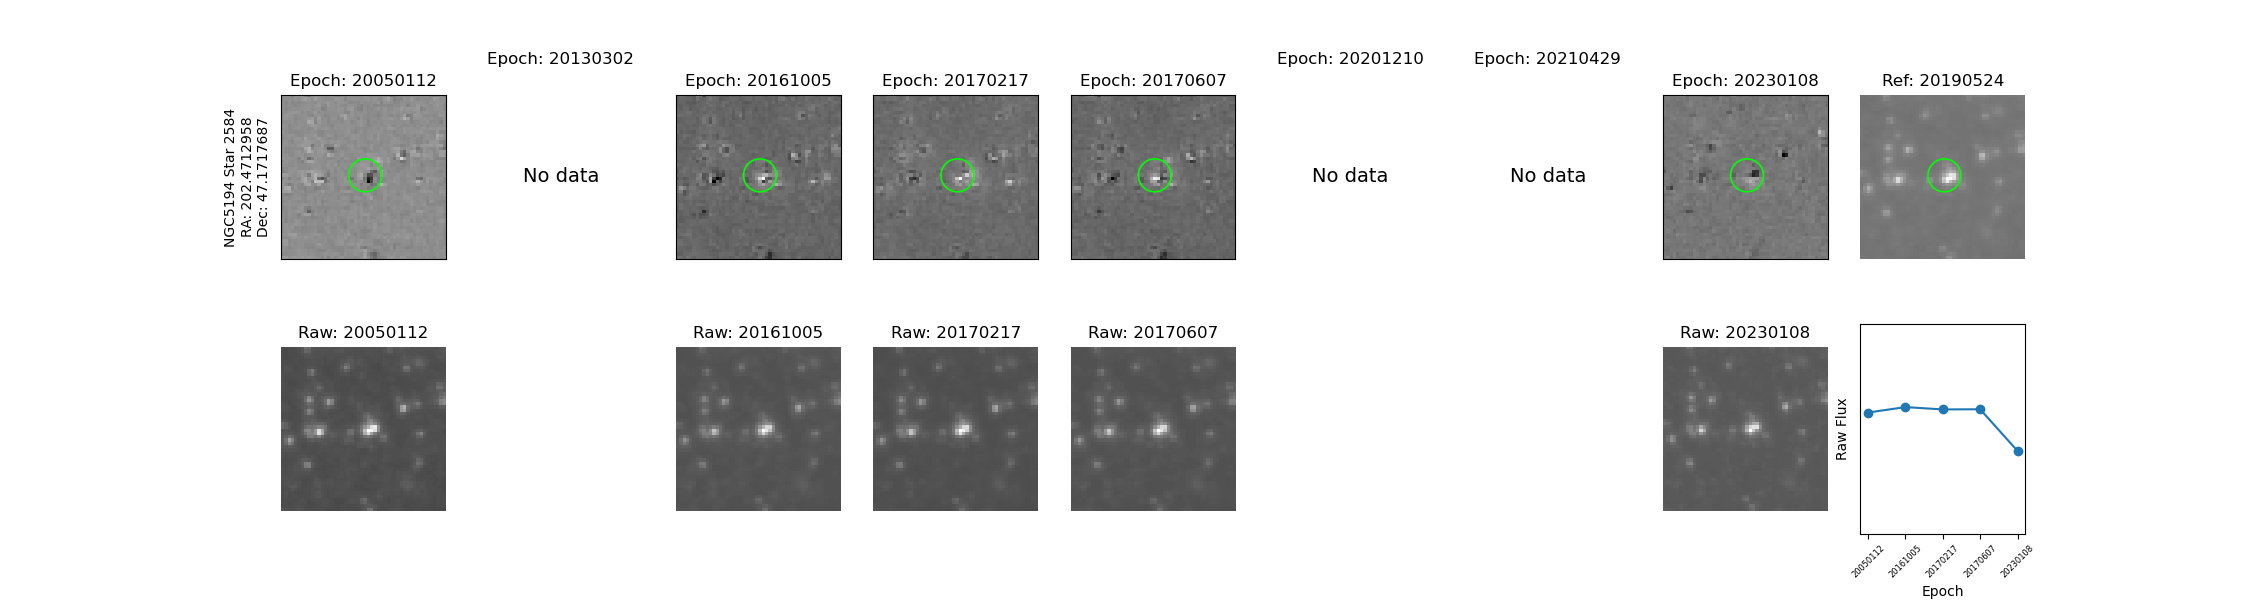 Epoch: 20130302
Epoch: 20201210
Epoch: 20210429
Epoch: 20050112
Epoch: 20161005
Epoch: 20170217
Epoch: 20170607
Epoch: 20230108
Ref: 20190524
NGC5194 Star 2584
RA: 202.4712958
Dec: 47.1717687
No data
No data
No data
Raw: 20050112
Raw: 20161005
Raw: 20170217
Raw: 20170607
Raw: 20230108
Raw Flux
20050112
20161005
20170217
20170607
20230108
Epoch